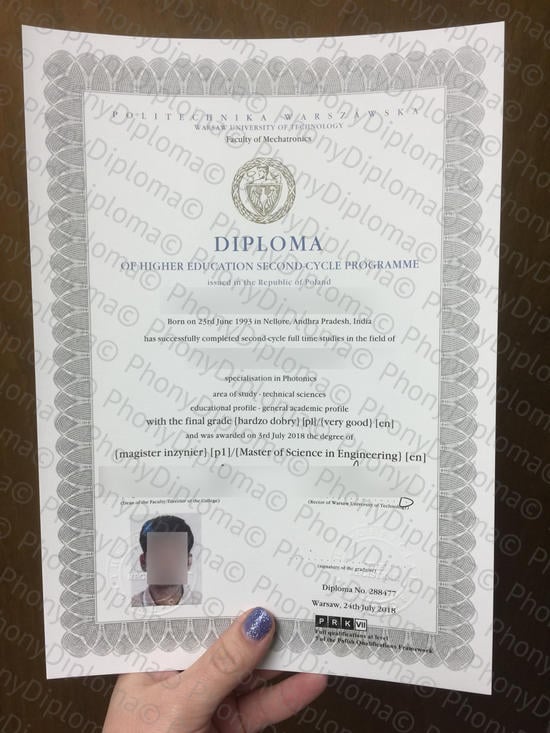 POLITECHNIKA WARSZAWSKA
WARSAW UNIVERSITY OF TECHNOLOGY
Faculty of Mechatronics
DIPLOMA
OF HIGHER EDUCATION SECOND-CYCLE PROGRAMME
issued in the Republic of Poland
Born on 23rd June 1993 in Nellore, Andhra Pradesh, India
has successfully completed second-cycle full time studies in the field of
specialisation in Photonics
area of study - technical sciences
educational profile - general academic profile
with the final grade [bardzo dobry] [pl]/[very good] [en]
and was awarded on 3rd July 2018 the degree of
[magister inzynier] [p1]/[Master of Science in Engineering] [en]
(Dean of the Faculty/Director of the College)
(Rector of Warsaw University of Technology)
(signature of the graduate)
Diploma No. 288477
Warsaw, 24th July 2018
PRK VII
Full qualifications at level
7 of the Polish Qualifications Framework
PhonyDiploma©